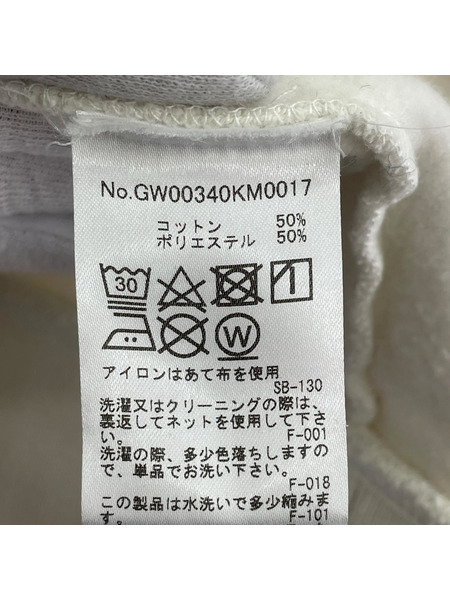 No.GW00340KM0017
コットン 50%
ポリエステル 50%
30
W
アイロンはあて布を使用
SB-130
洗濯又はクリーニングの際は、
裏返してネットを使用して下さ
い。 F-001
洗濯の際、多少色落ちしますの
で、単品でお洗い下さい。
F-018
この製品は水洗いで多少縮みま
す。 F-101